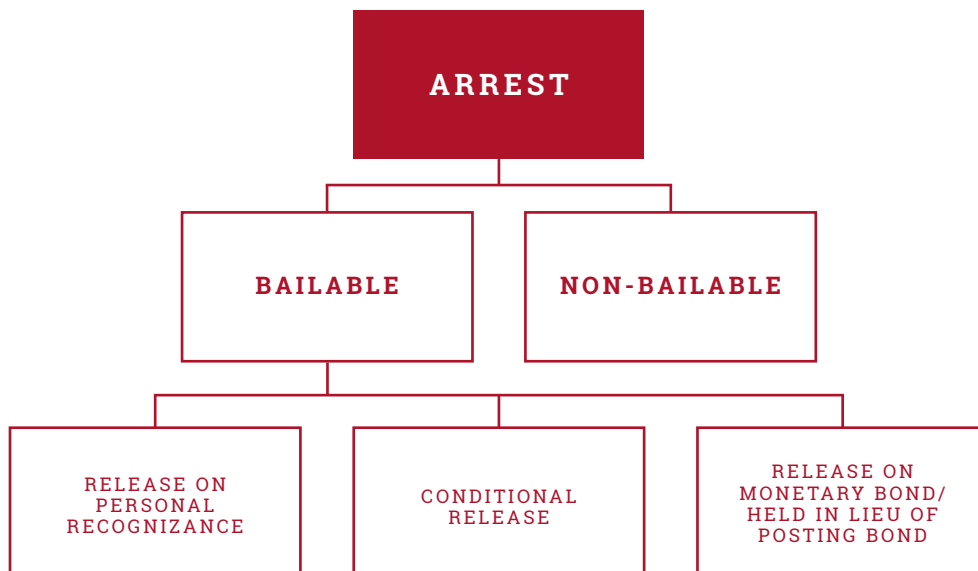 ARREST
BAILABLE
NON-BAILABLE
RELEASE ON
PERSONAL
RECOGNIZANCE
CONDITIONAL
RELEASE
RELEASE ON
MONETARY BOND/
HELD IN LIEU OF
POSTING BOND